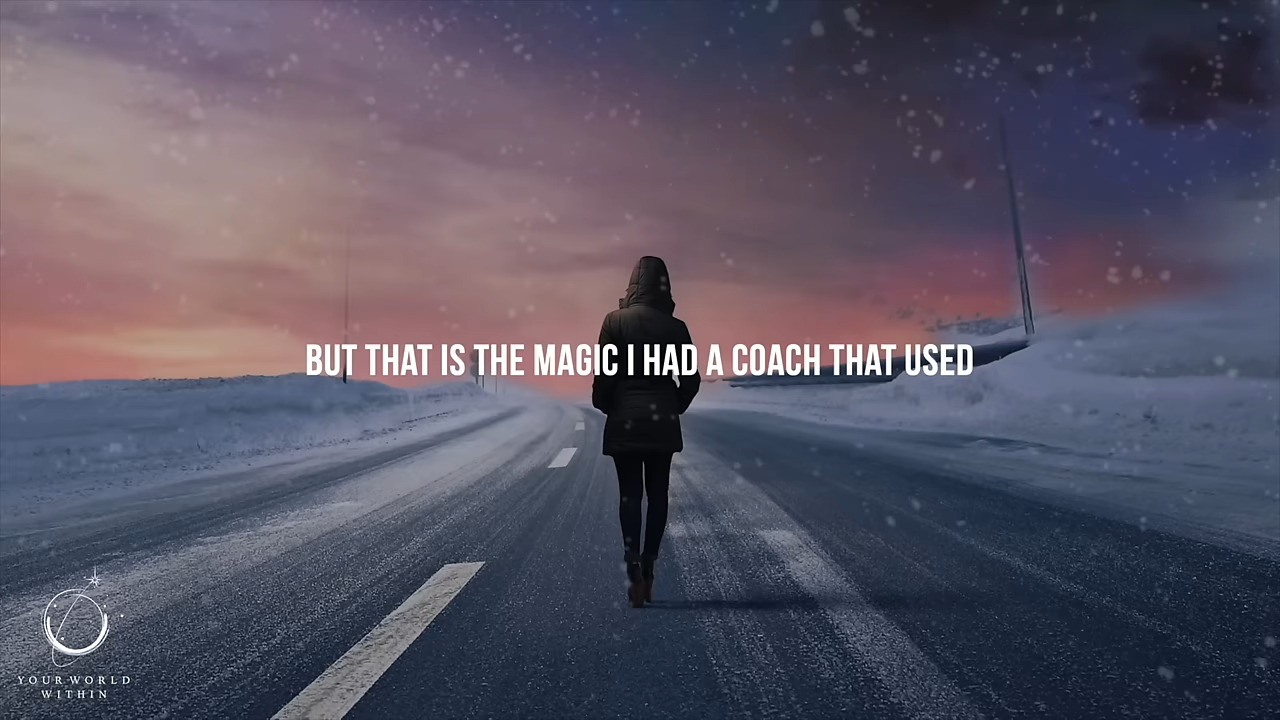 BUT THAT IS THE MAGIC I HAD A COACH THAT USED
YOUR WORLD
WITHIN